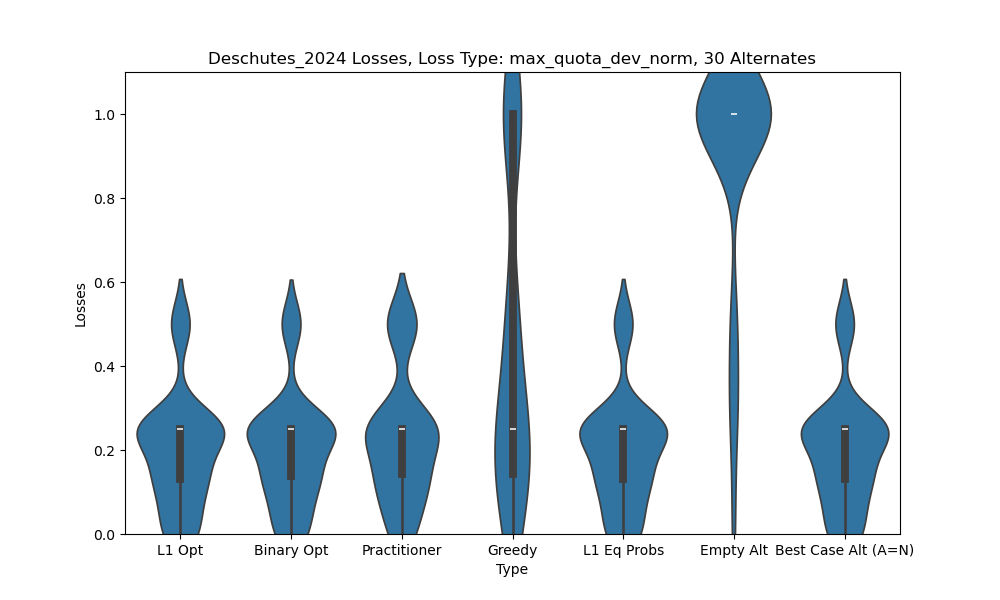 Deschutes_2024 Losses, Loss Type: max_quota_dev_norm, 30 Alternates
Losses
1.0
0.8
0.6
0.4
0.2
0.0
L1 Opt
Binary Opt
Practitioner
Greedy
L1 Eq Probs
Empty Alt
Best Case Alt (A=N)
Type